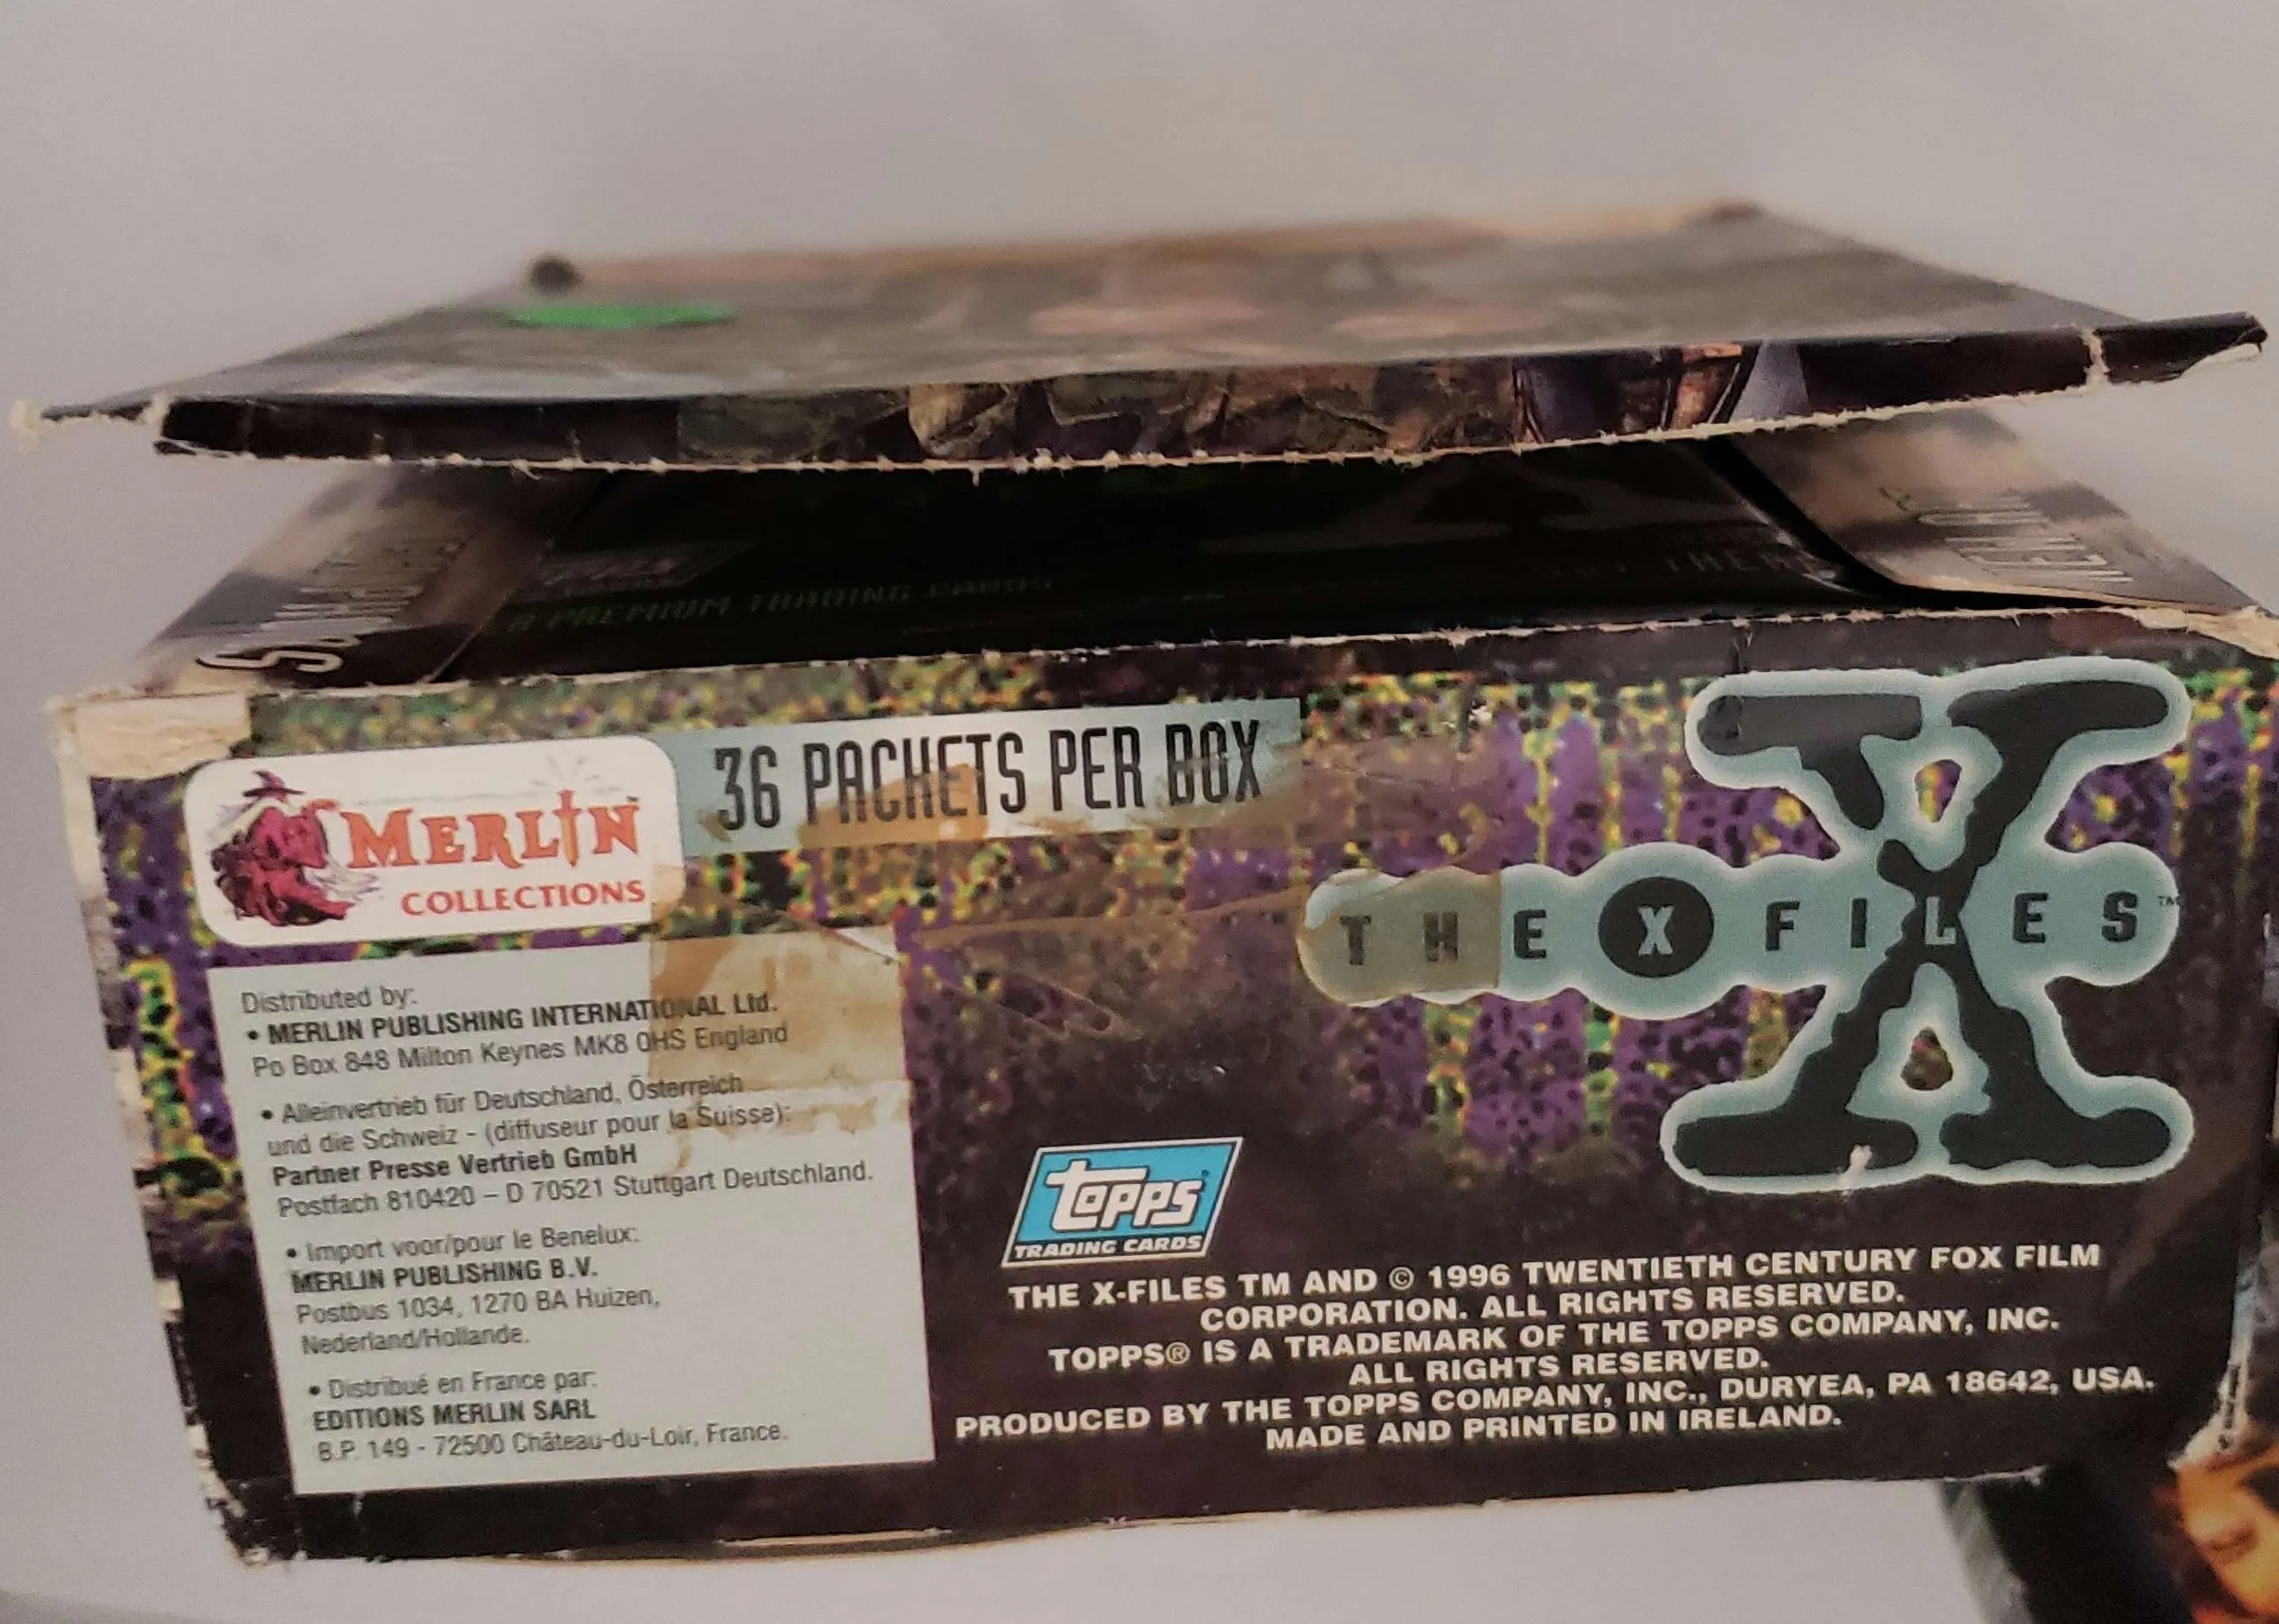 A PREMIUM TRADING CARDS
36 PACKETS PER BOX
MERLIN™
COLLECTIONS
Distributed by:
• MERLIN PUBLISHING INTERNATIONAL Ltd.
Po Box 848 Milton Keynes MK8 0HS England
• Alleinvertrieb für Deutschland, Österreich
und die Schweiz - (diffuseur pour la Suisse):
Partner Presse Vertrieb GmbH
Postfach 810420 – D 70521 Stuttgart Deutschland.
• Import voor/pour le Benelux:
MERLIN PUBLISHING B.V.
Postbus 1034, 1270 BA Huizen,
Nederland/Hollande.
• Distribué en France par:
EDITIONS MERLIN SARL
B.P. 149 - 72500 Château-du-Loir, France.
THE X FILES™
TOPPS®
TRADING CARDS
THE X-FILES TM AND © 1996 TWENTIETH CENTURY FOX FILM
CORPORATION. ALL RIGHTS RESERVED.
TOPPS® IS A TRADEMARK OF THE TOPPS COMPANY, INC.
ALL RIGHTS RESERVED.
PRODUCED BY THE TOPPS COMPANY, INC., DURYEA, PA 18642, USA.
MADE AND PRINTED IN IRELAND.